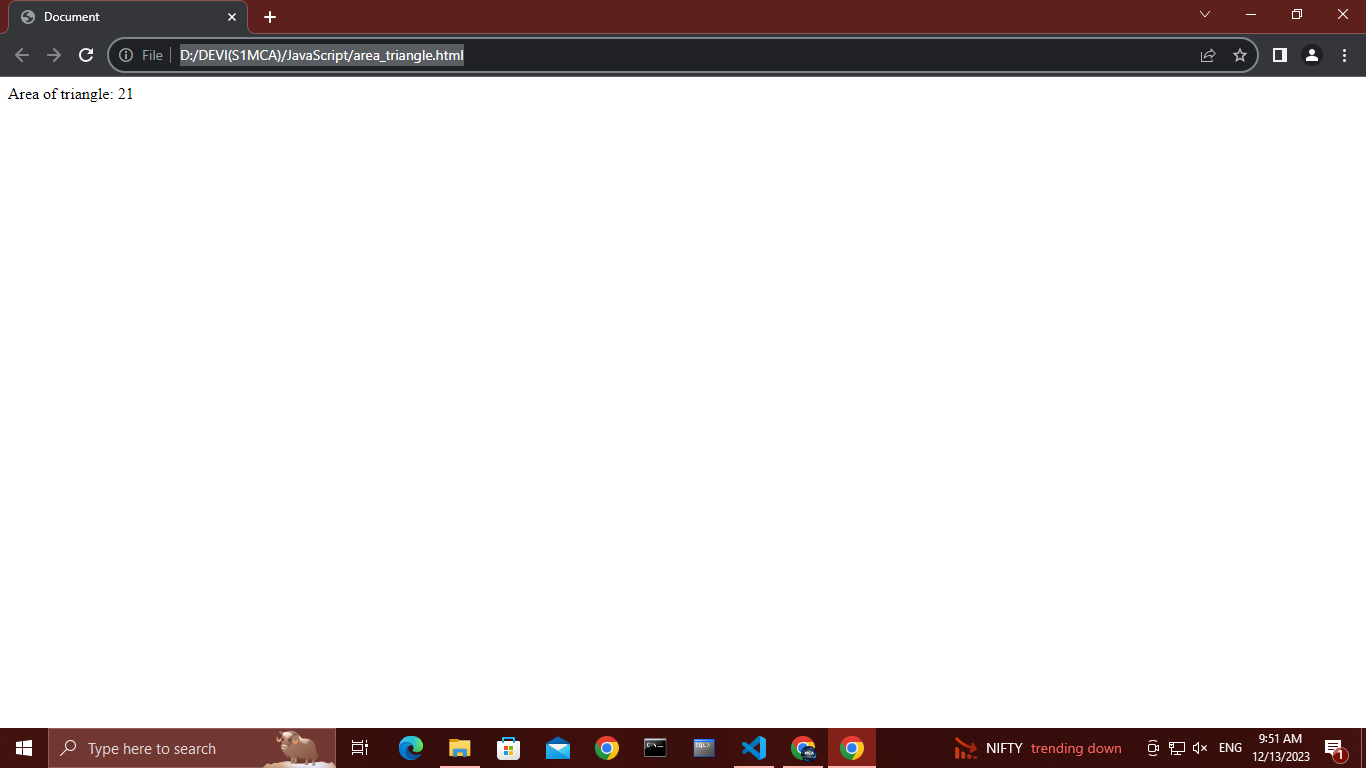 Document
File
D:/DEVI(S1MCA)/JavaScript/area_triangle.html
Area of triangle: 21
Type here to search
NIFTY trending down
ENG
9:51 AM
12/13/2023
1